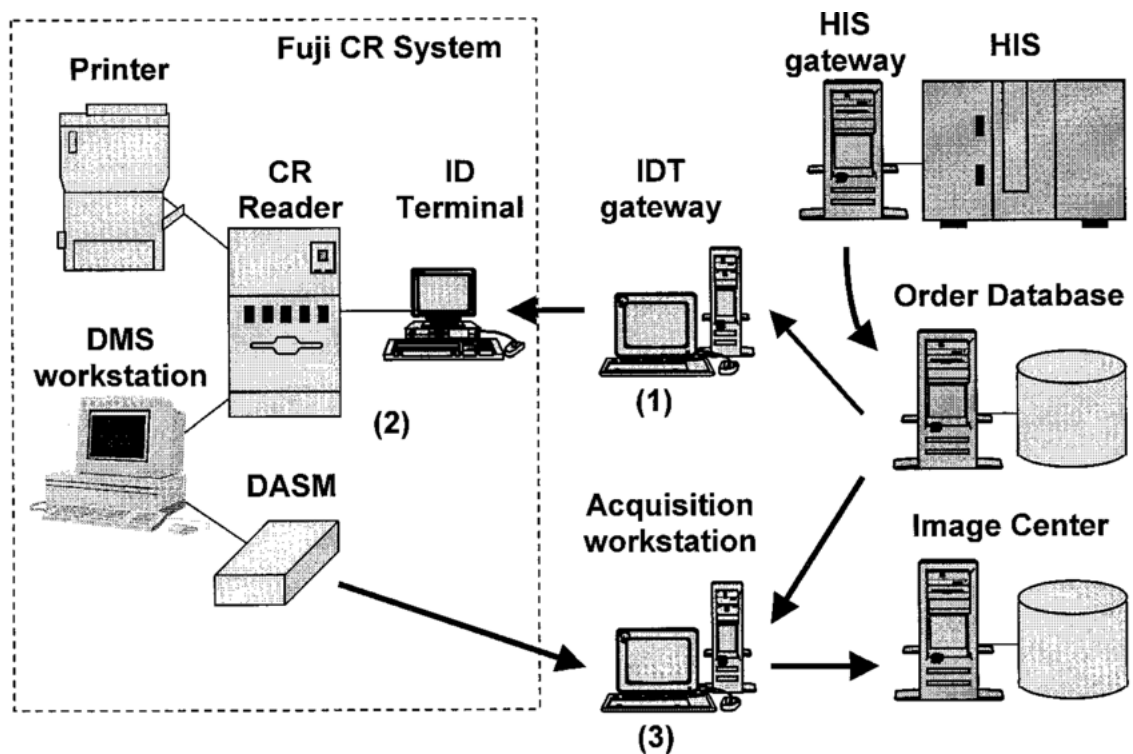 Fuji CR System
Printer
CR
Reader
ID
Terminal
DMS
workstation
(2)
DASM
HIS
gateway
HIS
IDT
gateway
(1)
Order Database
Acquisition
workstation
(3)
Image Center